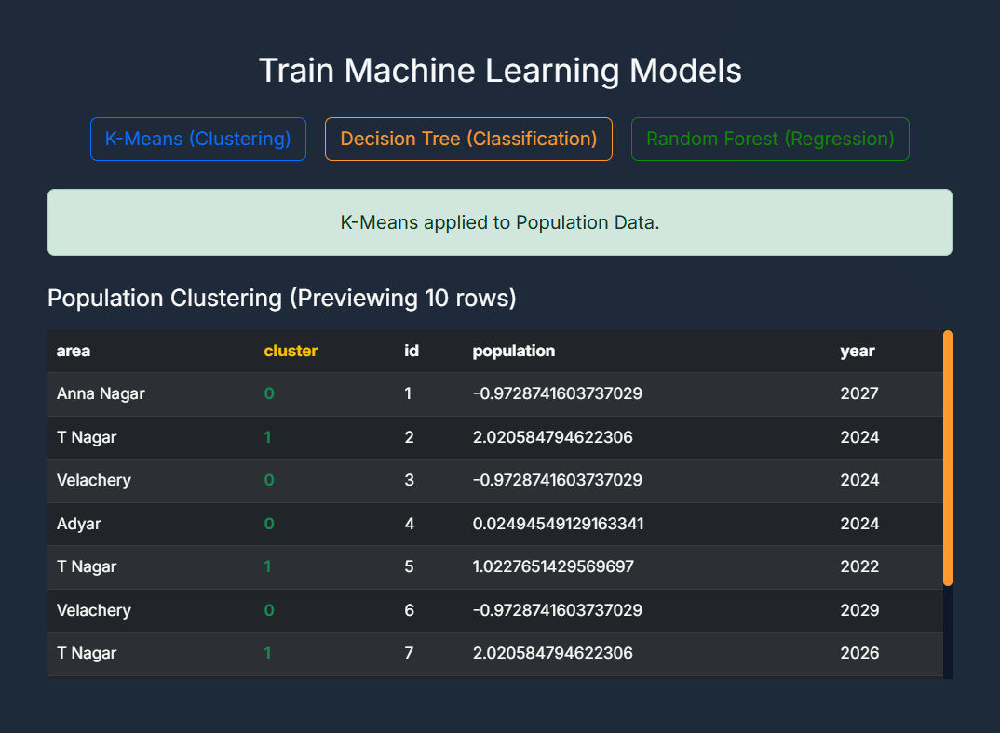 Train Machine Learning Models
K-Means (Clustering) Decision Tree (Classification) Random Forest (Regression)
K-Means applied to Population Data.
Population Clustering (Previewing 10 rows)
area cluster id population year
Anna Nagar 0 1 -0.9728741603737029 2027
T Nagar 1 2 2.020584794622306 2024
Velachery 0 3 -0.9728741603737029 2024
Adyar 0 4 0.02494549129163341 2024
T Nagar 1 5 1.0227651429569697 2022
Velachery 0 6 -0.9728741603737029 2029
T Nagar 1 7 2.020584794622306 2026